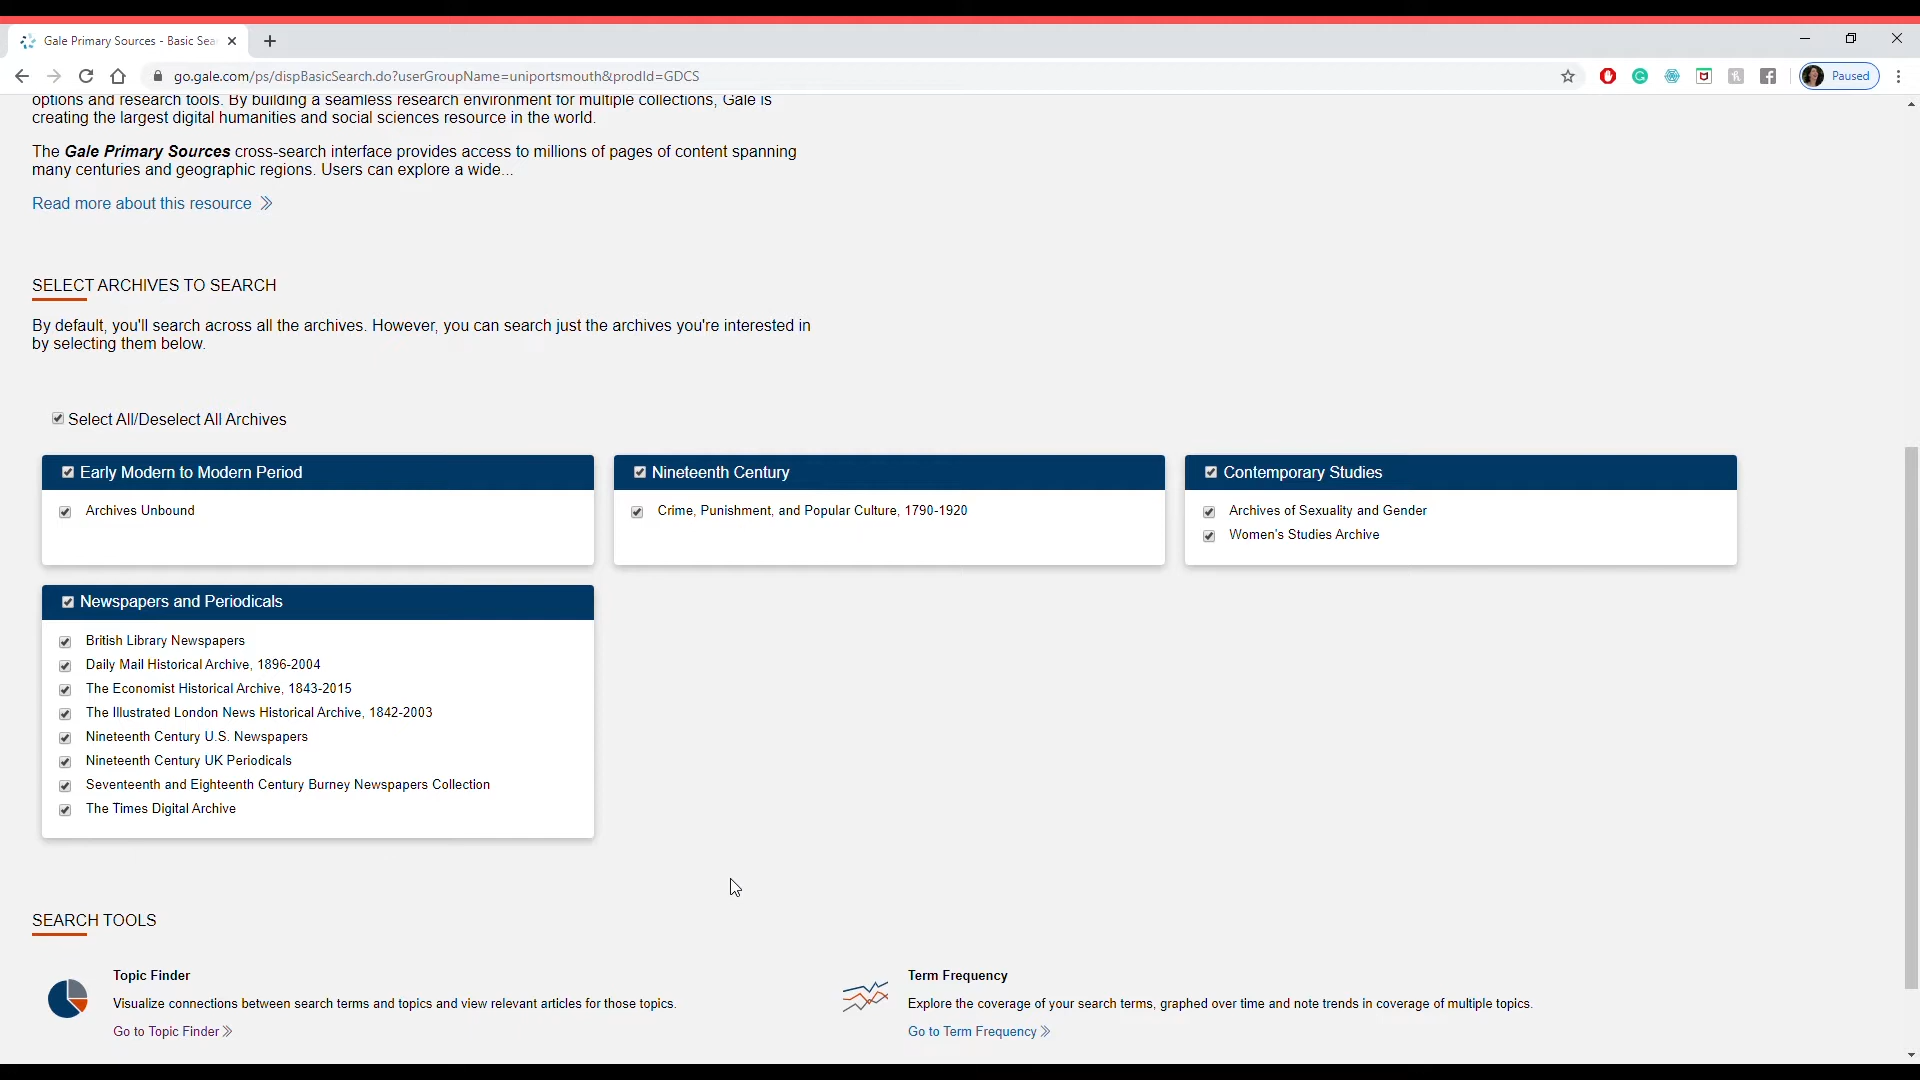 Gale Primary Sources - Basic Sea
go.gale.com/ps/dispBasicSearch.do?userGroupName=uniportsmouth&prodId=GDCS
Paused
options and research tools. By building a seamless research environment for multiple collections, Gale is
creating the largest digital humanities and social sciences resource in the world.
The Gale Primary Sources cross-search interface provides access to millions of pages of content spanning
many centuries and geographic regions. Users can explore a wide...
Read more about this resource
SELECT ARCHIVES TO SEARCH
By default, you'll search across all the archives. However, you can search just the archives you're interested in
by selecting them below.
Select All/Deselect All Archives
Early Modern to Modern Period
Archives Unbound
Nineteenth Century
Crime, Punishment, and Popular Culture, 1790-1920
Contemporary Studies
Archives of Sexuality and Gender
Women's Studies Archive
Newspapers and Periodicals
British Library Newspapers
Daily Mail Historical Archive, 1896-2004
The Economist Historical Archive, 1843-2015
The Illustrated London News Historical Archive, 1842-2003
Nineteenth Century U.S. Newspapers
Nineteenth Century UK Periodicals
Seventeenth and Eighteenth Century Burney Newspapers Collection
The Times Digital Archive
SEARCH TOOLS
Topic Finder
Visualize connections between search terms and topics and view relevant articles for those topics.
Go to Topic Finder
Term Frequency
Explore the coverage of your search terms, graphed over time and note trends in coverage of multiple topics.
Go to Term Frequency